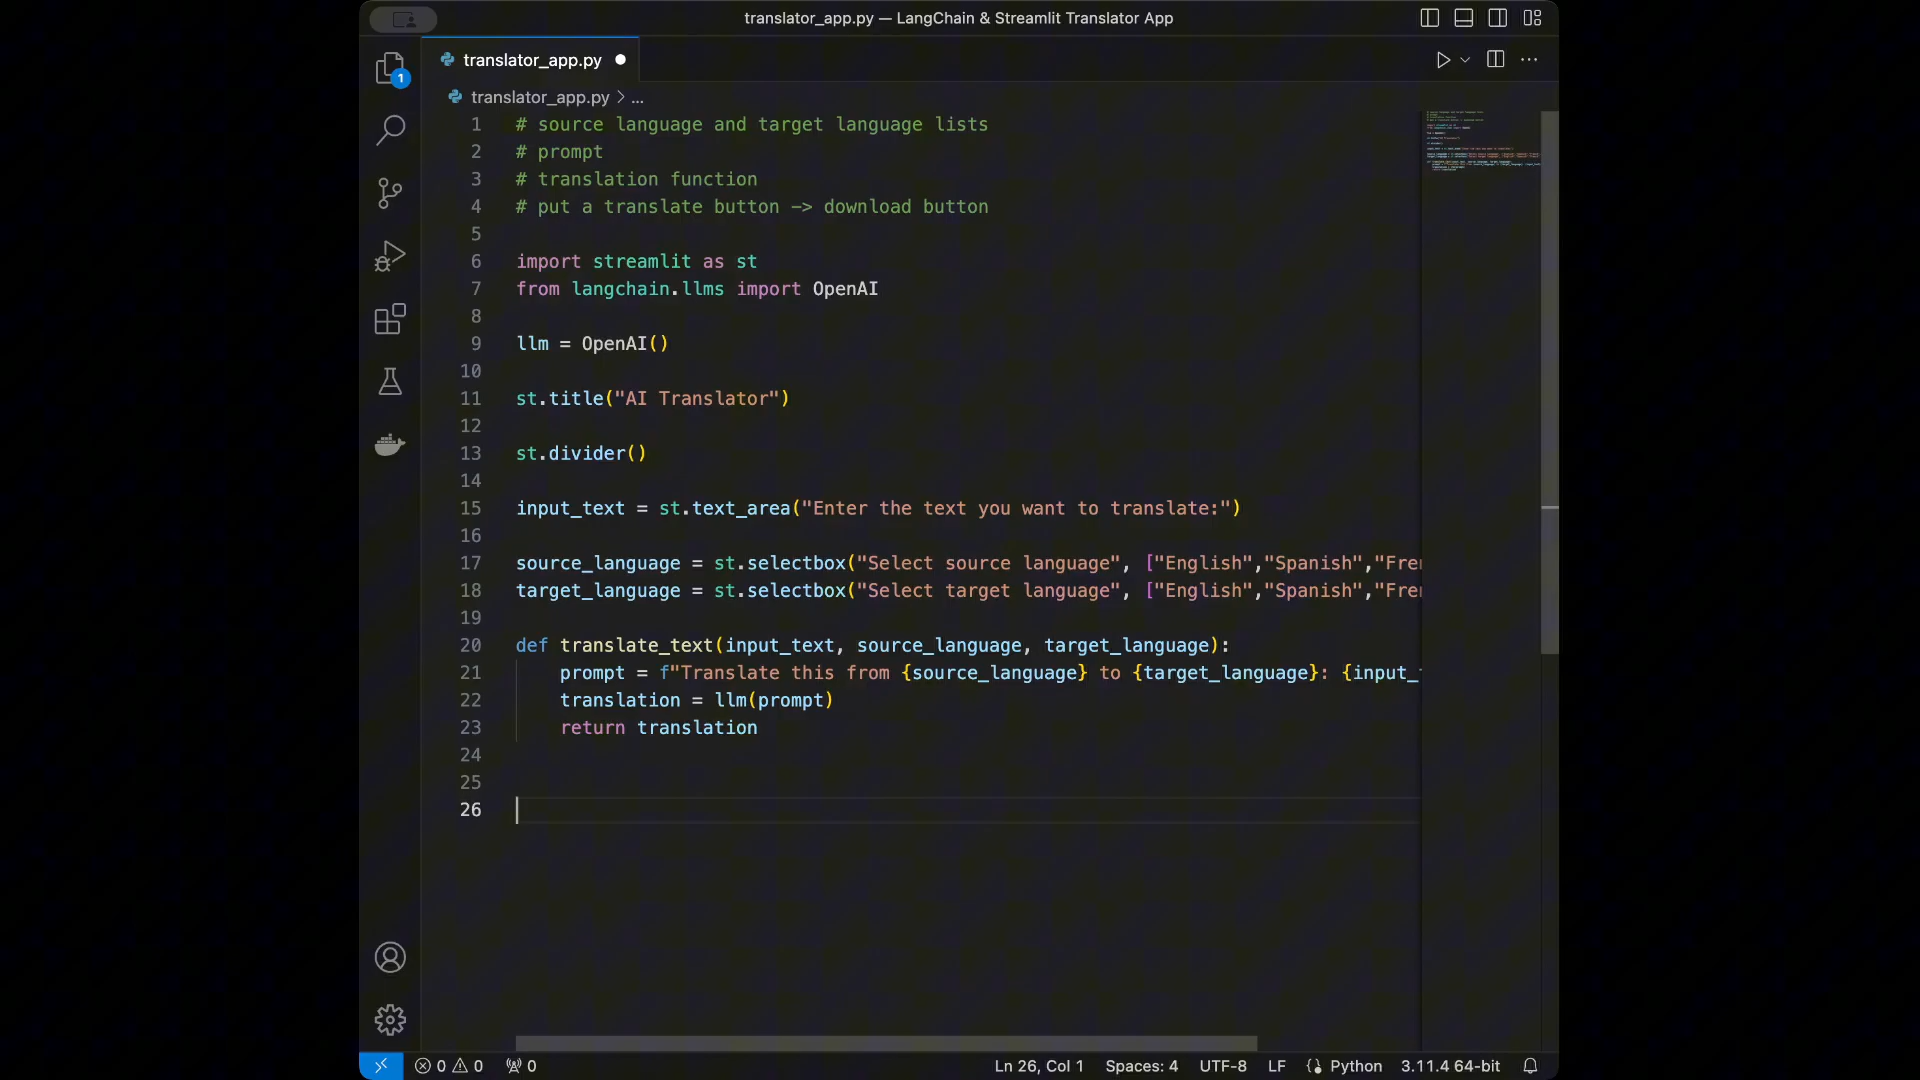 translator_app.py — LangChain & Streamlit Translator App
1
translator_app.py
translator_app.py > ...
1 # source language and target language lists
2 # prompt
3 # translation function
4 # put a translate button —> download button
5
6 import streamlit as st
7 from langchain.llms import OpenAI
8
9 llm = OpenAI()
10
11 st.title("AI Translator")
12
13 st.divider()
14
15 input_text = st.text_area("Enter the text you want to translate:")
16
17 source_language = st.selectbox("Select source language", ["English","Spanish","Fre
18 target_language = st.selectbox("Select target language", ["English","Spanish","Fre
19
20 def translate_text(input_text, source_language, target_language):
21 prompt = f"Translate this from {source_language} to {target_language}: {input_
22 translation = llm(prompt)
23 return translation
24
25
26
0 0 0 Ln 26, Col 1 Spaces: 4 UTF-8 LF Python 3.11.4 64-bit